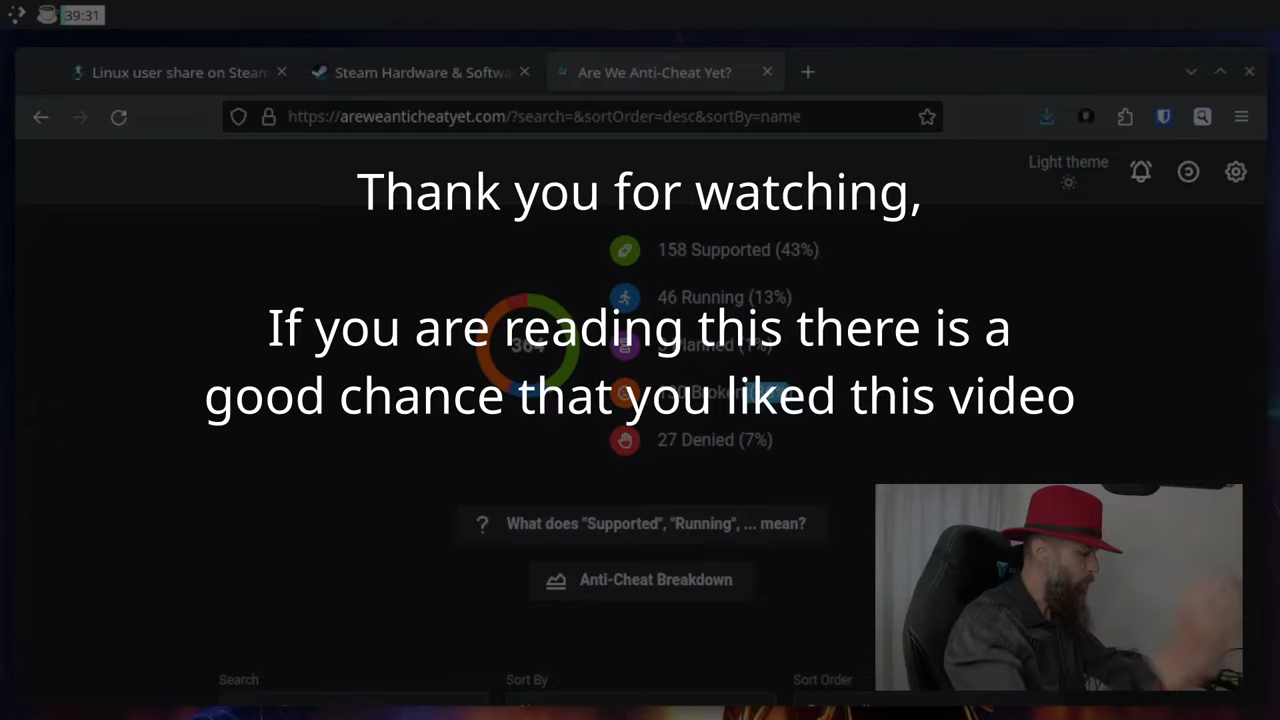 39:31
Linux user share on Steam
Steam Hardware & Softwa
Are We Anti-Cheat Yet?
https://areweanticheatyet.com/?search=&sortOrder=desc&sortBy=name
Light theme
Thank you for watching,
158 Supported (43%)
46 Running (13%)
If you are reading this there is a
good chance that you liked this video
27 Denied (7%)
What does "Supported", "Running", ... mean?
Anti-Cheat Breakdown
Search
Sort By
Sort Order